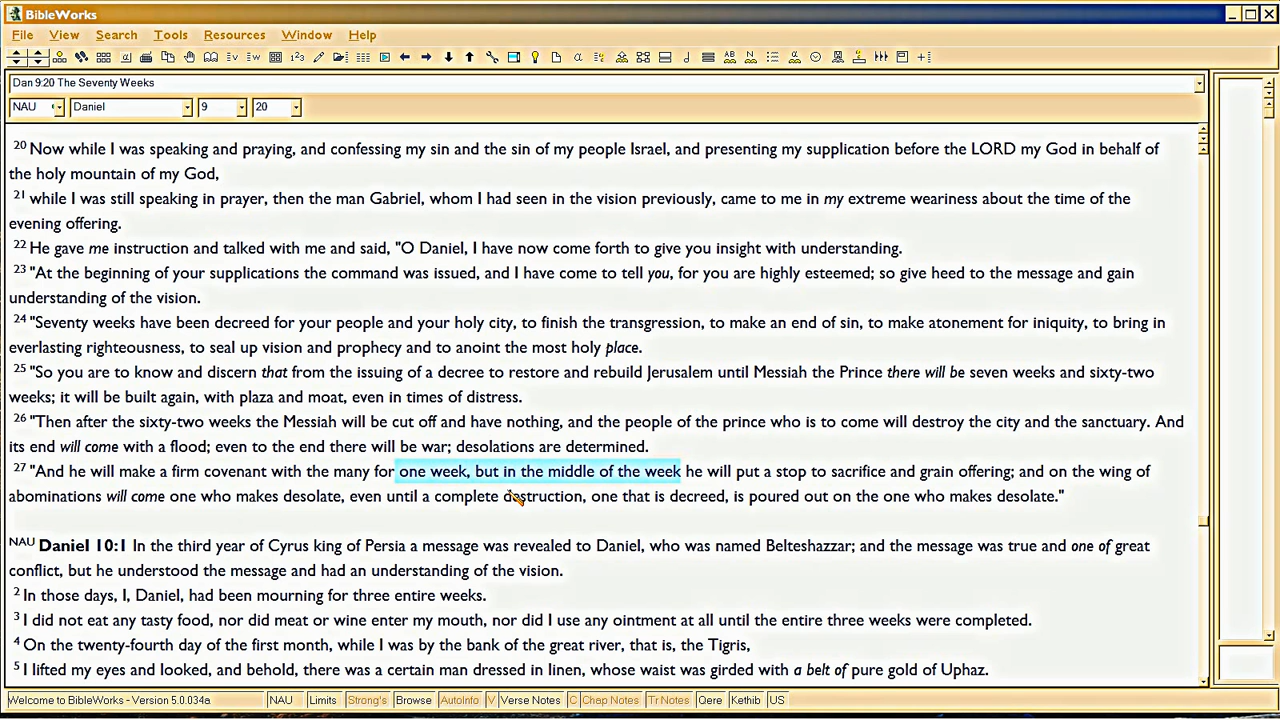 BibleWorks
File View Search Tools Resources Window Help
Dan 9:20 The Seventy Weeks
NAU Daniel 9 20
20 Now while I was speaking and praying, and confessing my sin and the sin of my people Israel, and presenting my supplication before the LORD my God in behalf of
the holy mountain of my God,
21 while I was still speaking in prayer, then the man Gabriel, whom I had seen in the vision previously, came to me in my extreme weariness about the time of the
evening offering.
22 He gave me instruction and talked with me and said, "O Daniel, I have now come forth to give you insight with understanding.
23 "At the beginning of your supplications the command was issued, and I have come to tell you, for you are highly esteemed; so give heed to the message and gain
understanding of the vision.
24 "Seventy weeks have been decreed for your people and your holy city, to finish the transgression, to make an end of sin, to make atonement for iniquity, to bring in
everlasting righteousness, to seal up vision and prophecy and to anoint the most holy place.
25 "So you are to know and discern that from the issuing of a decree to restore and rebuild Jerusalem until Messiah the Prince there will be seven weeks and sixty-two
weeks; it will be built again, with plaza and moat, even in times of distress.
26 "Then after the sixty-two weeks the Messiah will be cut off and have nothing, and the people of the prince who is to come will destroy the city and the sanctuary. And
its end will come with a flood; even to the end there will be war; desolations are determined.
27 "And he will make a firm covenant with the many for one week, but in the middle of the week he will put a stop to sacrifice and grain offering; and on the wing of
abominations will come one who makes desolate, even until a complete destruction, one that is decreed, is poured out on the one who makes desolate."
NAU Daniel 10:1 In the third year of Cyrus king of Persia a message was revealed to Daniel, who was named Belteshazzar; and the message was true and one of great
conflict, but he understood the message and had an understanding of the vision.
2 In those days, I, Daniel, had been mourning for three entire weeks.
3 I did not eat any tasty food, nor did meat or wine enter my mouth, nor did I use any ointment at all until the entire three weeks were completed.
4 On the twenty-fourth day of the first month, while I was by the bank of the great river, that is, the Tigris,
5 I lifted my eyes and looked, and behold, there was a certain man dressed in linen, whose waist was girded with a belt of pure gold of Uphaz.
Welcome to BibleWorks - Version 5.0.034a NAU Limits Strong's Browse AutoInfo V Verse Notes C Chap Notes Tr Notes Qere Kethib US